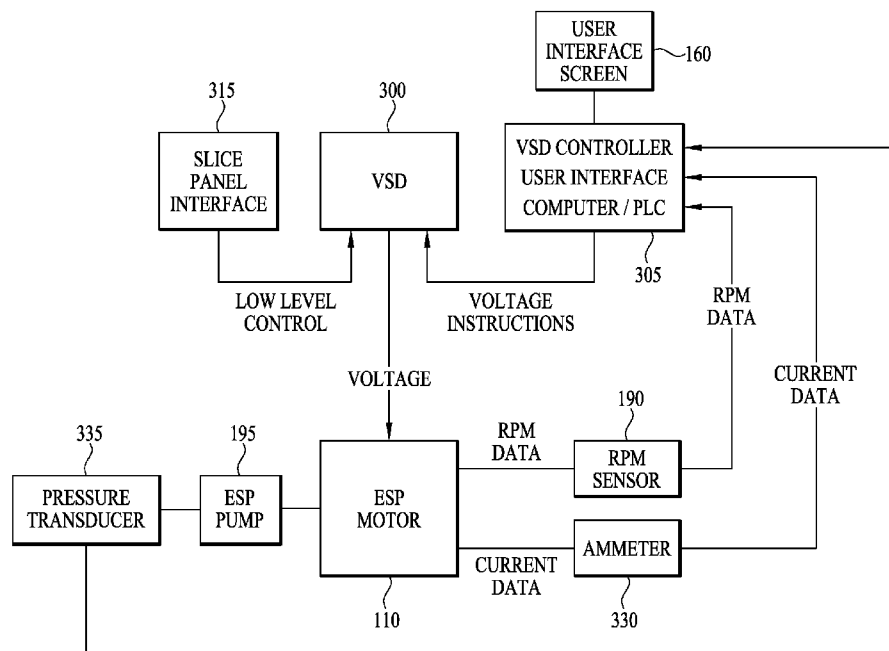 USER
INTERFACE
SCREEN
160
315
300
SLICE
PANEL
INTERFACE
VSD
VSD CONTROLLER
USER INTERFACE
COMPUTER / PLC
305
LOW LEVEL
CONTROL
VOLTAGE
INSTRUCTIONS
RPM
DATA
CURRENT
DATA
VOLTAGE
335
195
190
PRESSURE
TRANSDUCER
ESP
PUMP
ESP
MOTOR
RPM
DATA
RPM
SENSOR
CURRENT
DATA
AMMETER
110
330